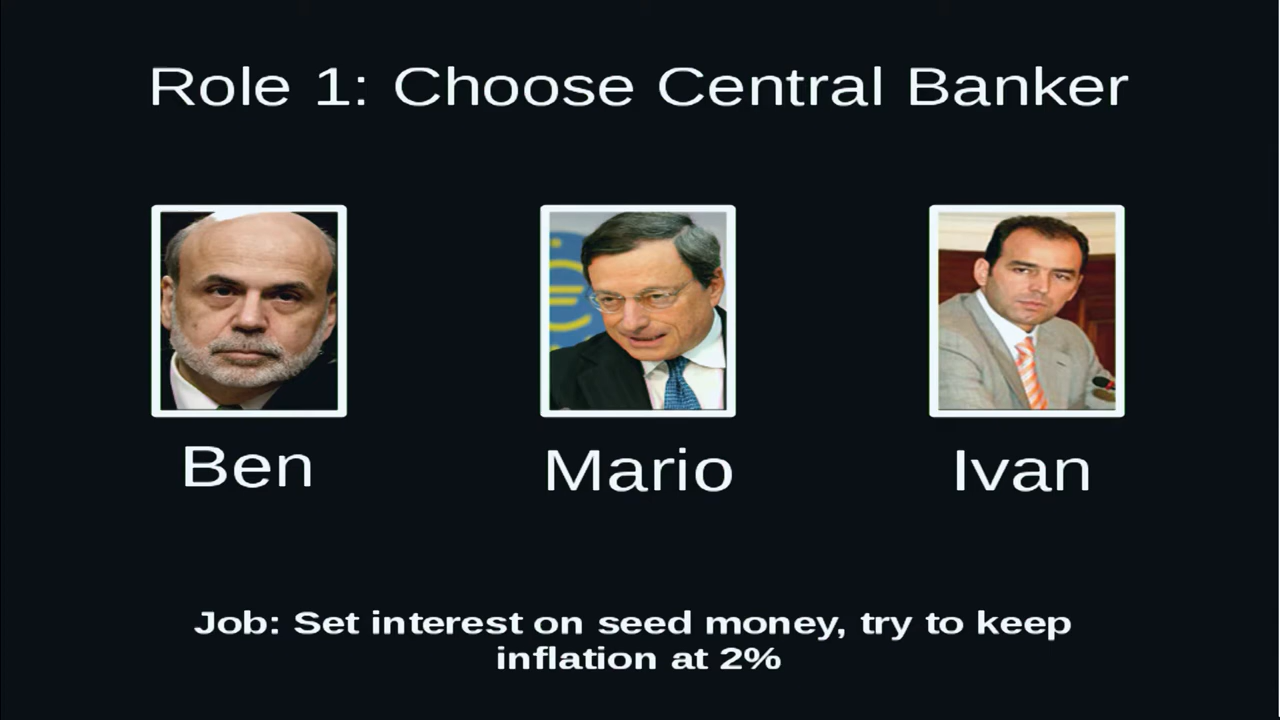 Role 1: Choose Central Banker
Ben
Mario
Ivan
Job: Set interest on seed money, try to keep
inflation at 2%